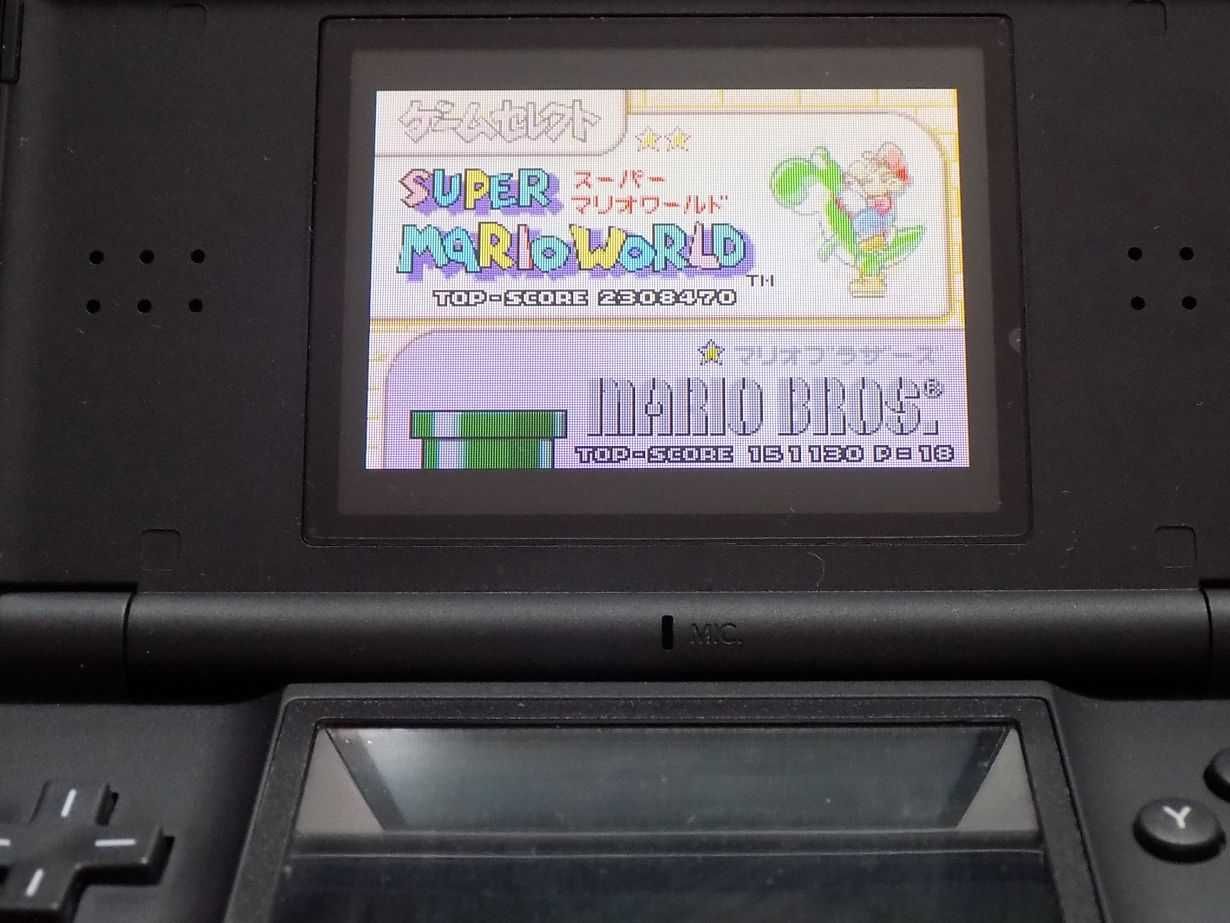 ゲームセレクト
SUPER
スーパー
マリオワールド
MARIO WORLD
TM
TOP-SCORE 2308470
マリオブラザーズ
MARIO BROS.®
TOP-SCORE 151130 P=18
MIC.
Y